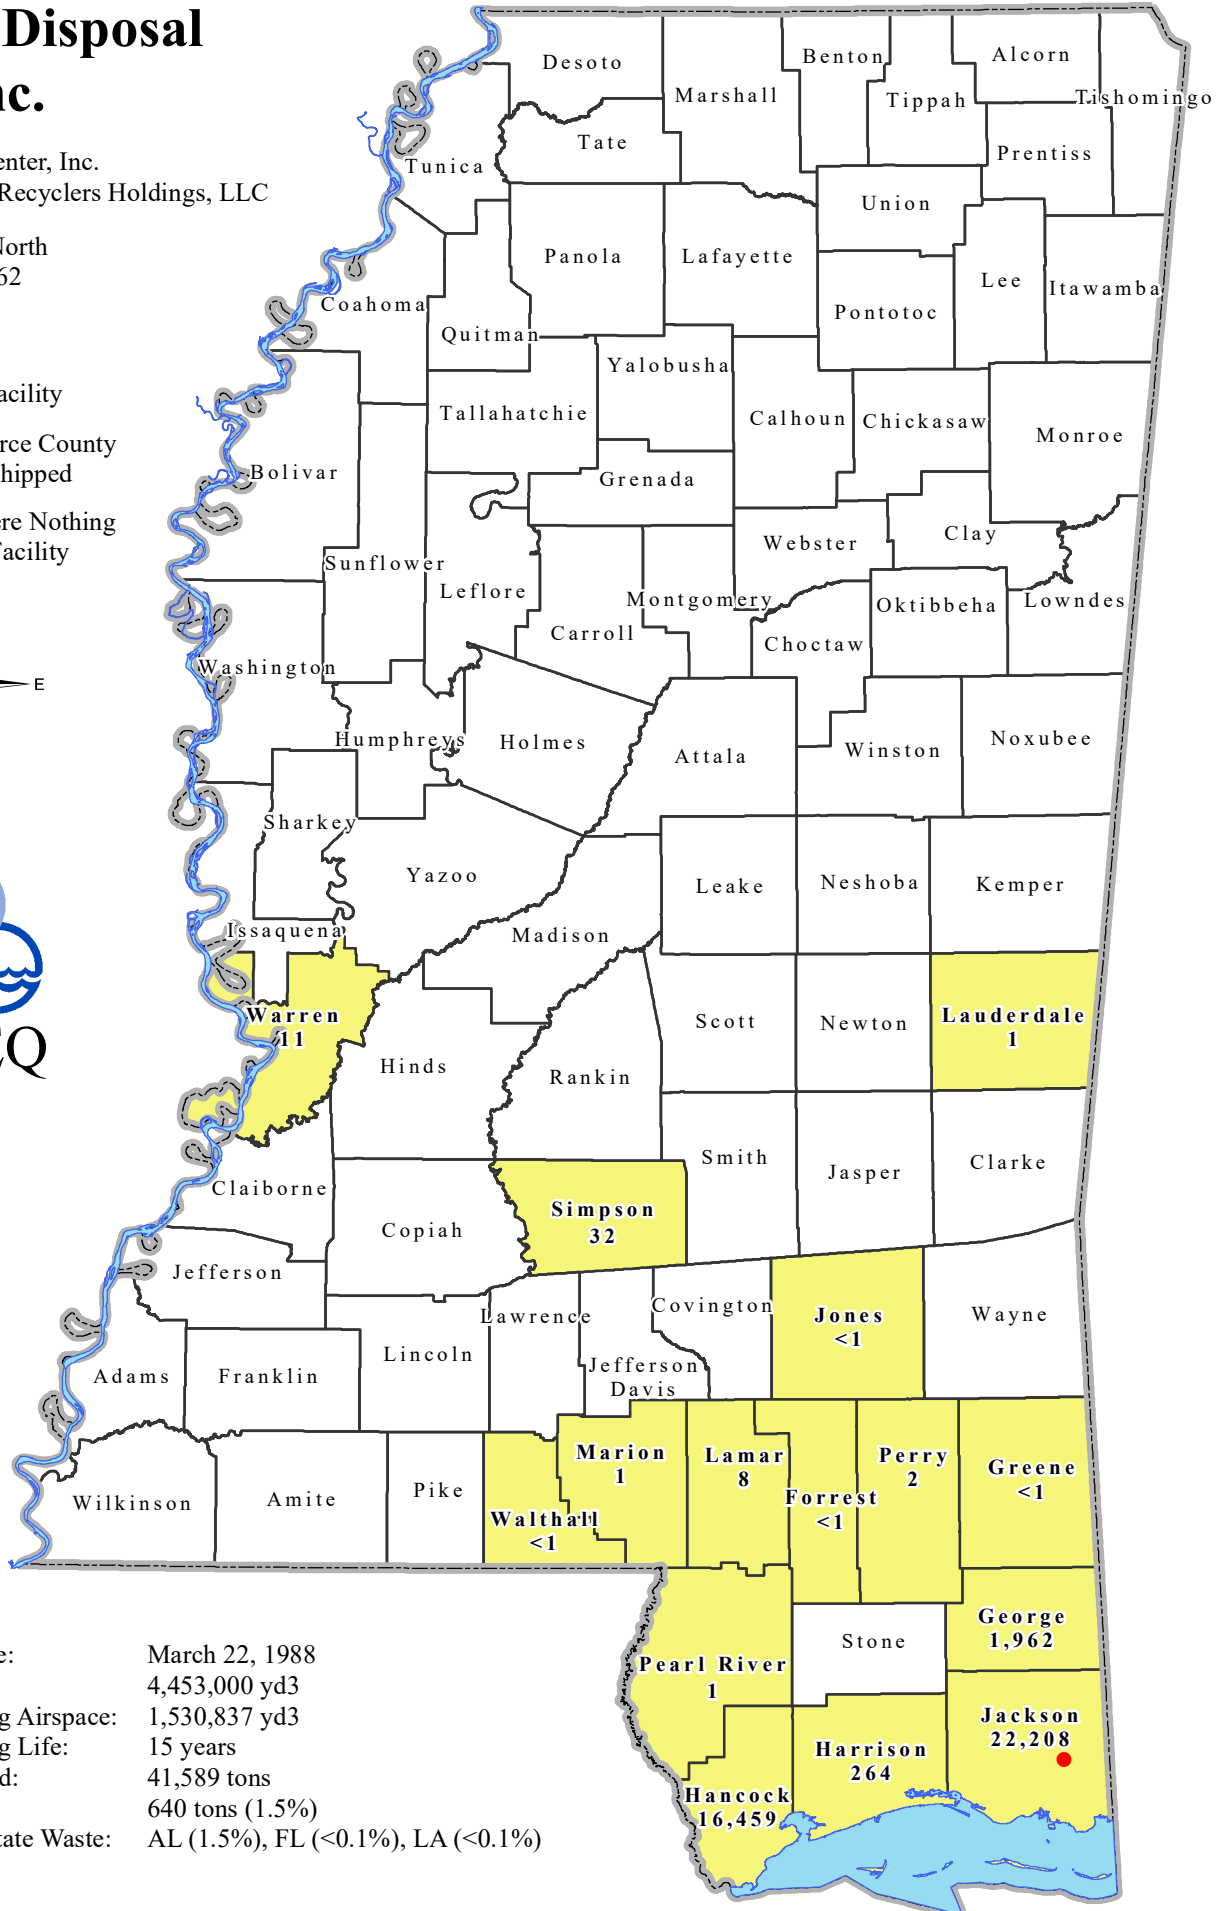 Disposal
nc.
enter, Inc.
Recyclers Holdings, LLC
North
62
acility
rce County
hipped
ere Nothing
Facility
E
CQ
Desoto
Marshall
Benton
Tippah
Alcorn
Tishomingo
Tate
Tunica
Prentiss
Union
Panola
Lafayette
Lee
Itawamba
Coahoma
Pontotoc
Quitman
Yalobusha
Tallahatchie
Calhoun
Chickasaw
Monroe
Bolivar
Grenada
Sunflower
Leflore
Webster
Clay
Montgomery
Oktibbeha
Lowndes
Carroll
Choctaw
Washington
Humphreys
Holmes
Attala
Winston
Noxubee
Sharkey
Yazoo
Leake
Neshoba
Kemper
Issaquena
Madison
Warren
11
Hinds
Rankin
Scott
Newton
Lauderdale
1
Smith
Jasper
Clarke
Claiborne
Copiah
Simpson
32
Jefferson
Lawrence
Covington
Jones
<1
Wayne
Lincoln
Jefferson
Davis
Adams
Franklin
Marion
1
Lamar
8
Forrest
<1
Perry
2
Greene
<1
Wilkinson
Amite
Pike
Walthall
<1
George
1,962
Stone
Pearl River
1
Jackson
22,208
Harrison
264
Hancock
16,459
e: March 22, 1988
4,453,000 yd3
g Airspace: 1,530,837 yd3
g Life: 15 years
d: 41,589 tons
640 tons (1.5%)
tate Waste: AL (1.5%), FL (<0.1%), LA (<0.1%)